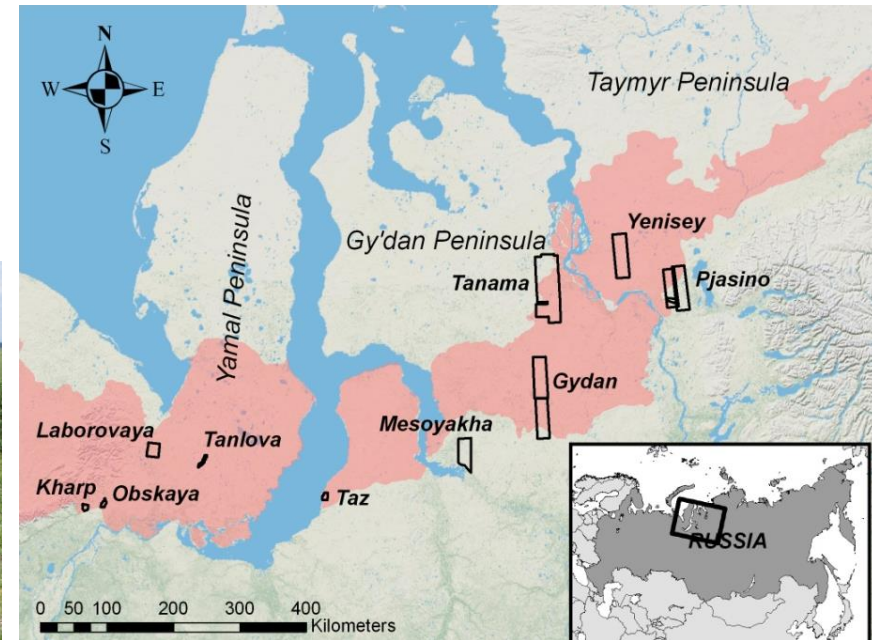 N
W E
S
Taymyr Peninsula
Yamal Peninsula
Gy'dan Peninsula
Yenisey
Tanama
Pjasino
Gydan
Laborovaya
Tanlova
Mesoyakha
Kharp
Obskaya
Taz
RUSSIA
0 50 100 200 300 400
Kilometers